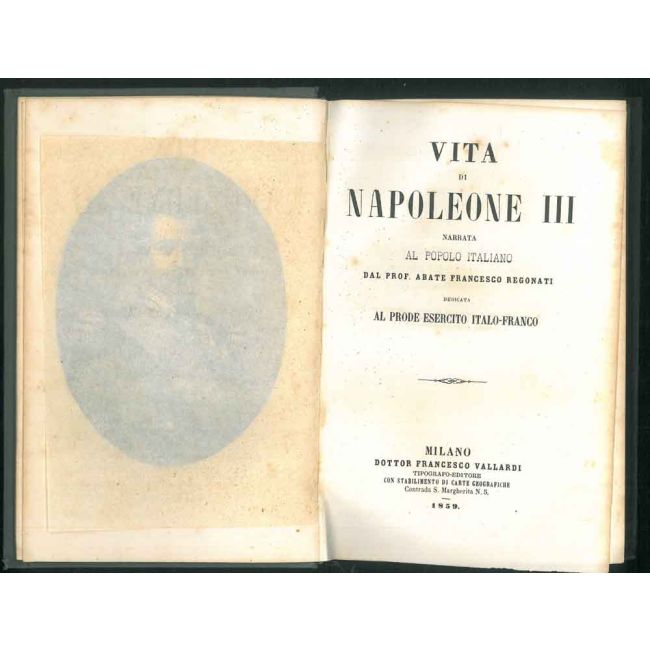 VITA
DI
NAPOLEONE III
NARRATA
AL POPOLO ITALIANO
DAL PROF. ABATE FRANCESCO REGONATI
DEDICATA
AL PRODE ESERCITO ITALO-FRANCO
MILANO
DOTTOR FRANCESCO VALLARDI
TIPOGRAFO-EDITORE
CON STABILIMENTO DI CARTE GEOGRAFICHE
Contrada S. Margherita N. 5.
1859.